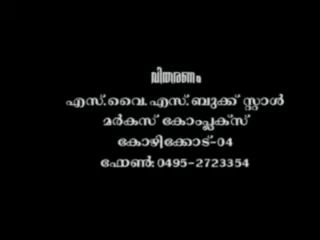 വിതരണം
എസ്.വൈ.എസ്.ബുക്ക് സ്റ്റാൾ
മർകസ് കോംപ്ലക്സ്
കോഴിക്കോട്-04
ഫോൺ: 0495-2723354